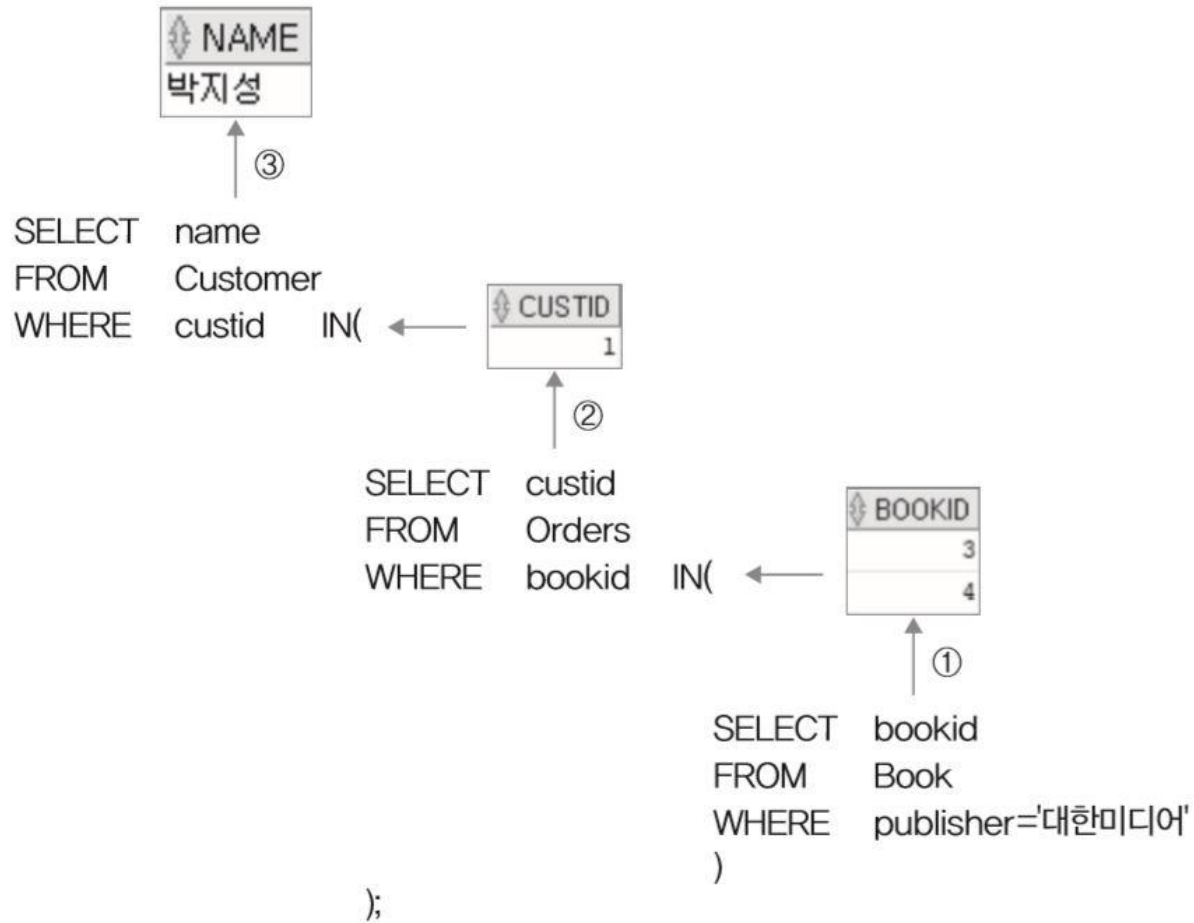 NAME
박지성
③
SELECT name
FROM Customer
WHERE custid IN(
CUSTID
1
②
SELECT custid
FROM Orders
WHERE bookid IN(
BOOKID
3
4
①
SELECT bookid
FROM Book
WHERE publisher='대한미디어'
)
);